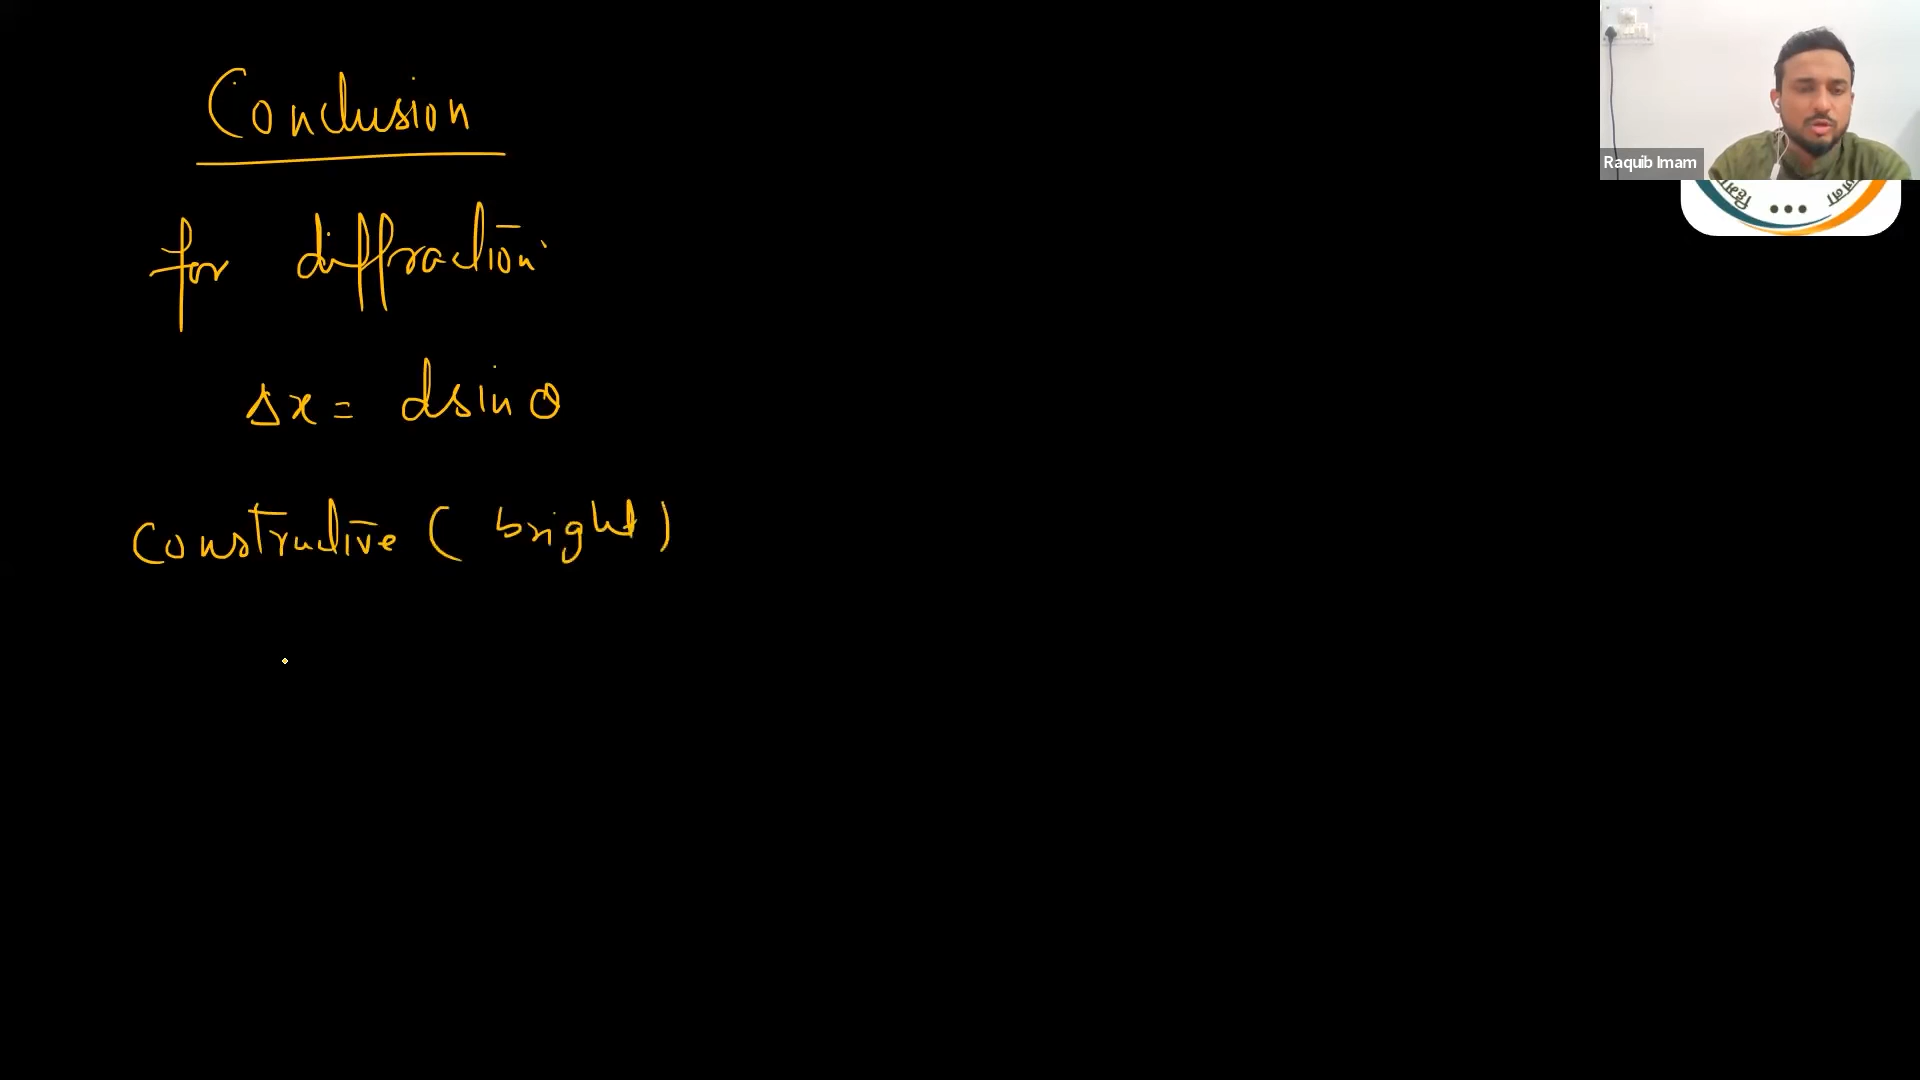 Conclusion
for diffraction
Δx = dsinθ
Constructive ( bright )
Raquib Imam